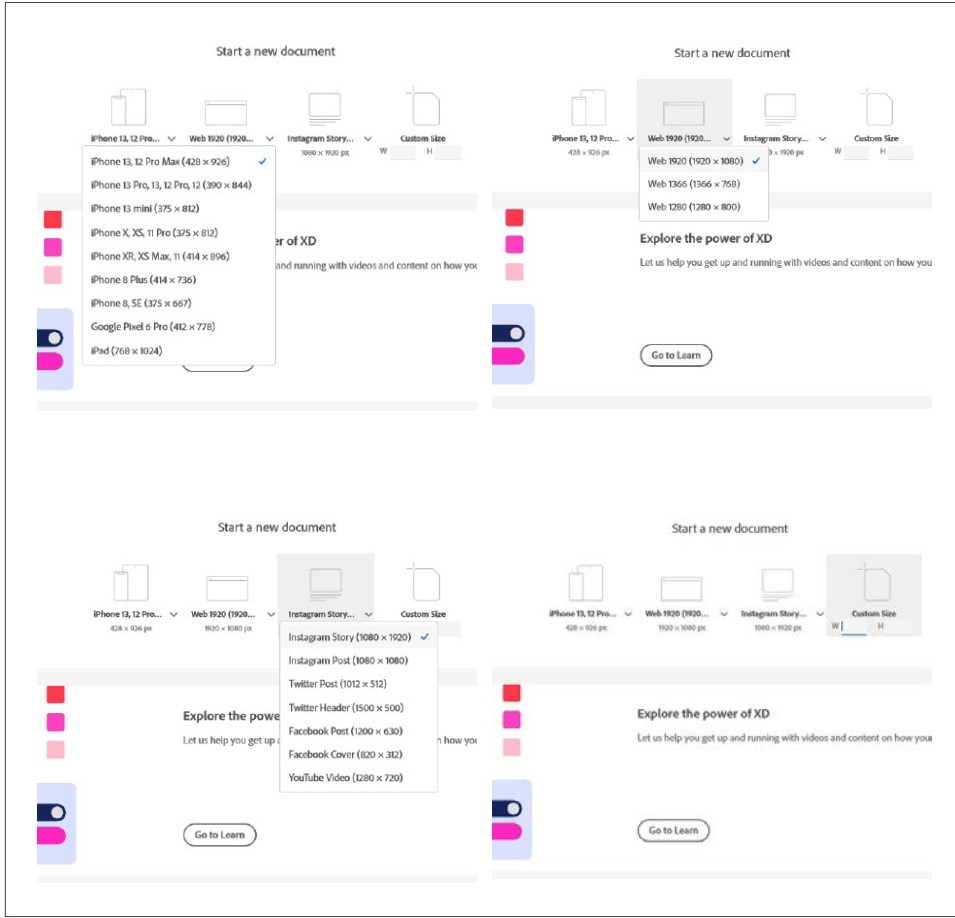 Start a new document
iPhone 13, 12 Pro... Web 1920 (1920... Instagram Story... Custom Size
1080 × 1920 px W H
iPhone 13, 12 Pro Max (428 × 926)
iPhone 13 Pro, 13, 12 Pro, 12 (390 × 844)
iPhone 13 mini (375 × 812)
iPhone X, XS, 11 Pro (375 × 812)
iPhone XR, XS Max, 11 (414 × 896)
iPhone 8 Plus (414 × 736)
iPhone 8, SE (375 × 667)
Google Pixel 6 Pro (412 × 778)
iPad (768 × 1024)
er of XD
and running with videos and content on how you
Start a new document
iPhone 13, 12 Pro... Web 1920 (1920... Instagram Story... Custom Size
428 × 926 px × 1920 px W H
Web 1920 (1920 × 1080)
Web 1366 (1366 × 768)
Web 1280 (1280 × 800)
Explore the power of XD
Let us help you get up and running with videos and content on how you
Go to Learn
Start a new document
iPhone 13, 12 Pro... Web 1920 (1920... Instagram Story... Custom Size
428 × 926 px 1920 × 1080 px
Instagram Story (1080 × 1920)
Instagram Post (1080 × 1080)
Twitter Post (1012 × 512)
Twitter Header (1500 × 500)
Facebook Post (1200 × 630)
Facebook Cover (820 × 312)
YouTube Video (1280 × 720)
Explore the powe
Let us help you get up how you
Go to Learn
Start a new document
iPhone 13, 12 Pro... Web 1920 (1920... Instagram Story... Custom Size
428 × 926 px 1920 × 1080 px 1080 × 1920 px W H
Explore the power of XD
Let us help you get up and running with videos and content on how your
Go to Learn